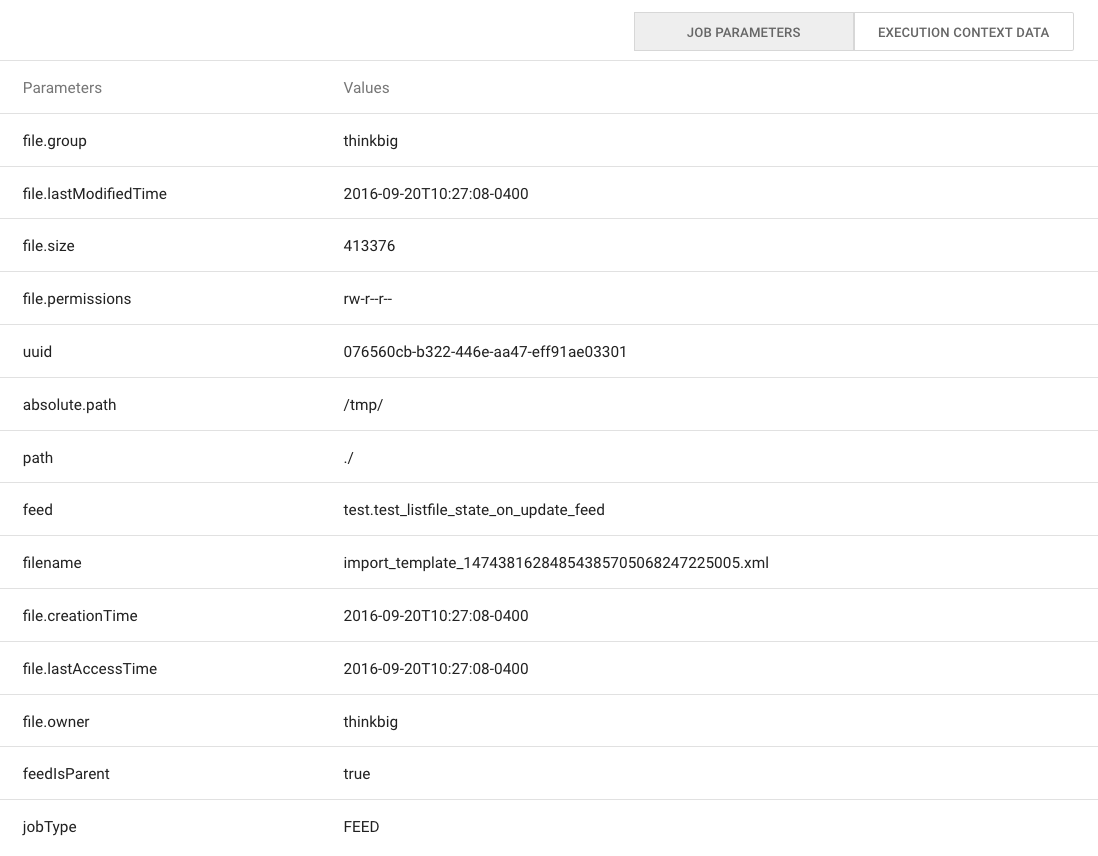 JOB PARAMETERS EXECUTION CONTEXT DATA
Parameters Values
file.group thinkbig
file.lastModifiedTime 2016-09-20T10:27:08-0400
file.size 413376
file.permissions rw-r--r--
uuid 076560cb-b322-446e-aa47-eff91ae03301
absolute.path /tmp/
path ./
feed test.test_listfile_state_on_update_feed
filename import_template_14743816284854385705068247225005.xml
file.creationTime 2016-09-20T10:27:08-0400
file.lastAccessTime 2016-09-20T10:27:08-0400
file.owner thinkbig
feedIsParent true
jobType FEED